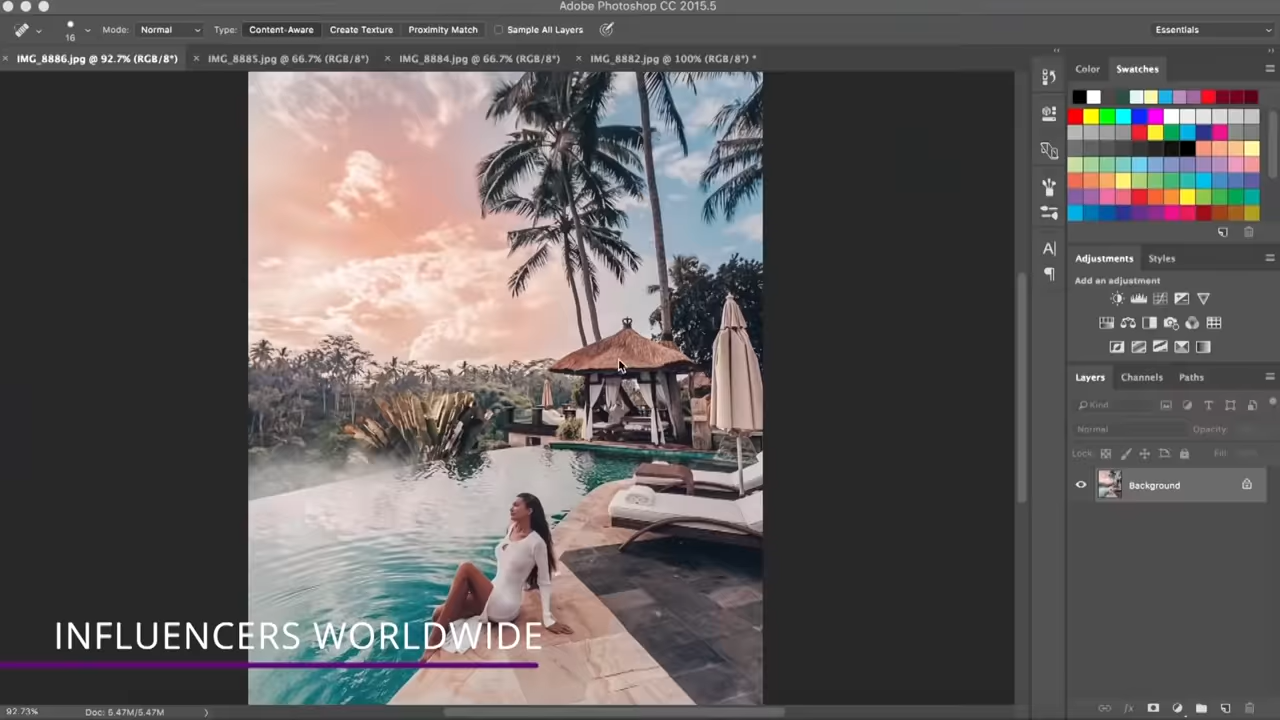 Adobe Photoshop CC 2015.5
16 Mode: Normal Type: Content-Aware Create Texture Proximity Match Sample All Layers Essentials
IMG_8886.jpg @ 92.7% (RGB/8*) IMG_8885.jpg @ 66.7% (RGB/8*) IMG_8884.jpg @ 66.7% (RGB/8*) IMG_8882.jpg @ 100% (RGB/8*) *
Color Swatches
Adjustments Styles
Add an adjustment
Layers Channels Paths
Kind
Normal Opacity:
Lock: Fill:
Background
INFLUENCERS WORLDWIDE
92.73% Doc: 5.47M/5.47M